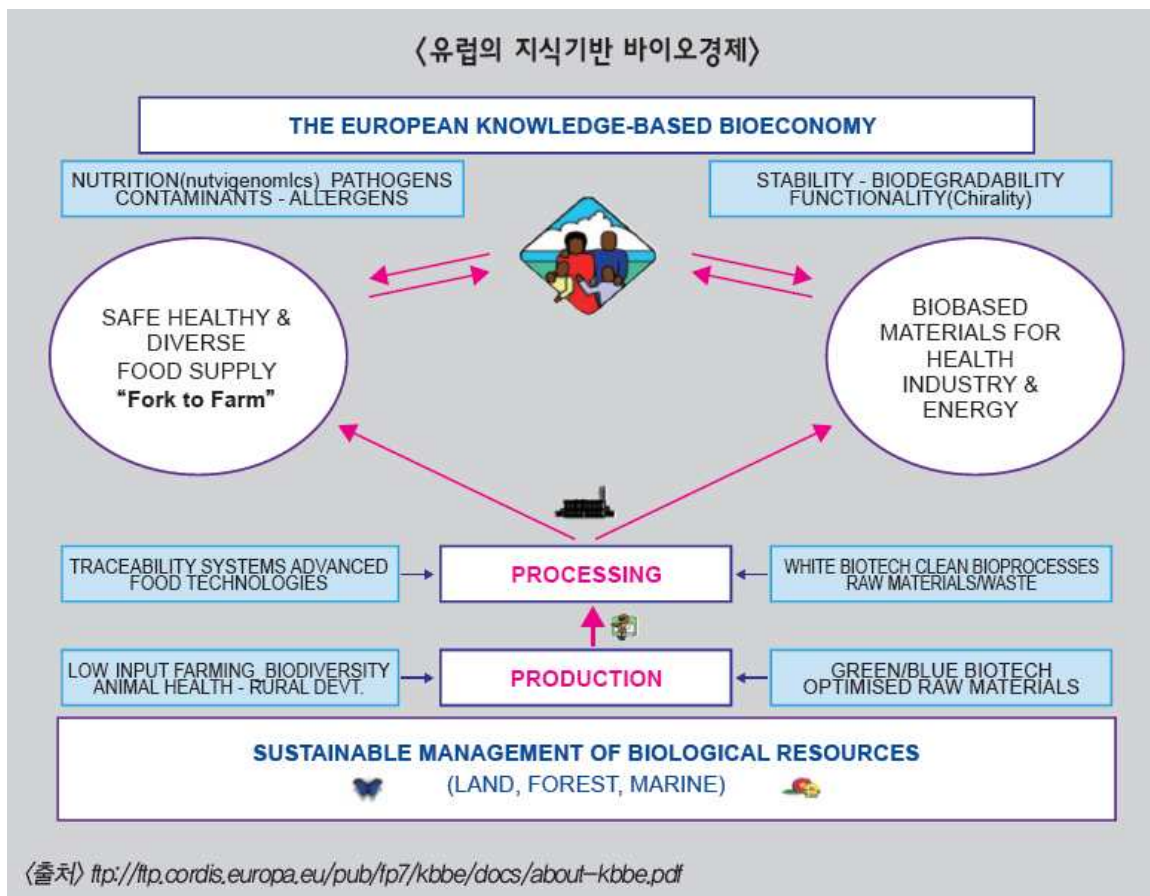 〈유럽의 지식기반 바이오경제〉
THE EUROPEAN KNOWLEDGE-BASED BIOECONOMY
NUTRITION(nutvigenomIcs) PATHOGENS
CONTAMINANTS - ALLERGENS
STABILITY - BIODEGRADABILITY
FUNCTIONALITY(Chirality)
SAFE HEALTHY &
DIVERSE
FOOD SUPPLY
"Fork to Farm"
BIOBASED
MATERIALS FOR
HEALTH
INDUSTRY &
ENERGY
TRACEABILITY SYSTEMS ADVANCED
FOOD TECHNOLOGIES
PROCESSING
WHITE BIOTECH CLEAN BIOPROCESSES
RAW MATERIALS/WASTE
LOW INPUT FARMING_BIODIVERSITY
ANIMAL HEALTH - RURAL DEVT.
PRODUCTION
GREEN/BLUE BIOTECH
OPTIMISED RAW MATERIALS
SUSTAINABLE MANAGEMENT OF BIOLOGICAL RESOURCES
(LAND, FOREST, MARINE)
〈출처〉 ftp://ftp.cordis.europa.eu/pub/fp7/kbbe/docs/about-kbbe.pdf